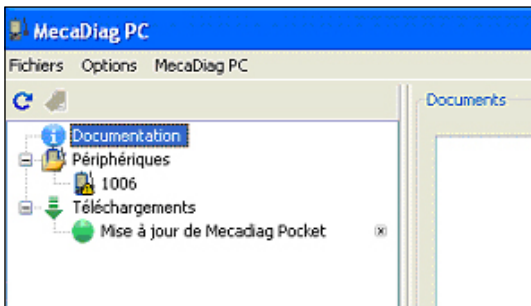 MecaDiag PC
Fichiers Options MecaDiag PC
Documents
Documentation
Périphériques
1006
Téléchargements
Mise à jour de Mecadiag Pocket